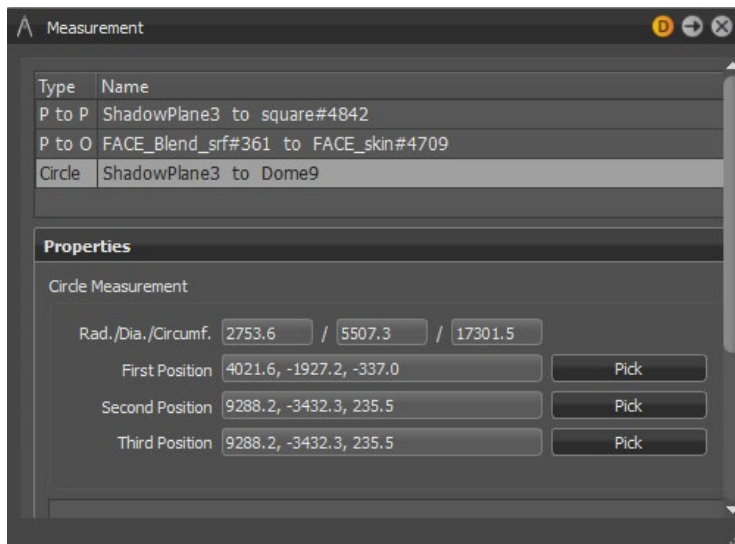 Measurement D
Type Name
P to P ShadowPlane3 to square#4842
P to O FACE_Blend_srf#361 to FACE_skin#4709
Circle ShadowPlane3 to Dome9
Properties
Circle Measurement
Rad./Dia./Circumf. 2753.6 / 5507.3 / 17301.5
First Position 4021.6, -1927.2, -337.0 Pick
Second Position 9288.2, -3432.3, 235.5 Pick
Third Position 9288.2, -3432.3, 235.5 Pick